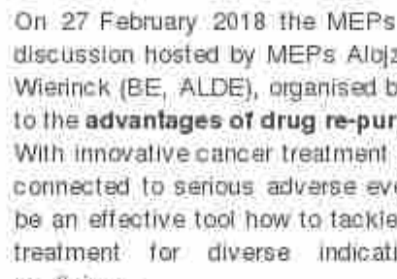 On 27 February 2018 the MEPs
discussion hosted by MEPs Alojz
Wierinck (BE, ALDE), organised b
to the advantages of drug re-pur
With innovative cancer treatment
connected to serious adverse eve
be an effective tool how to tackle
treatment for diverse indicati